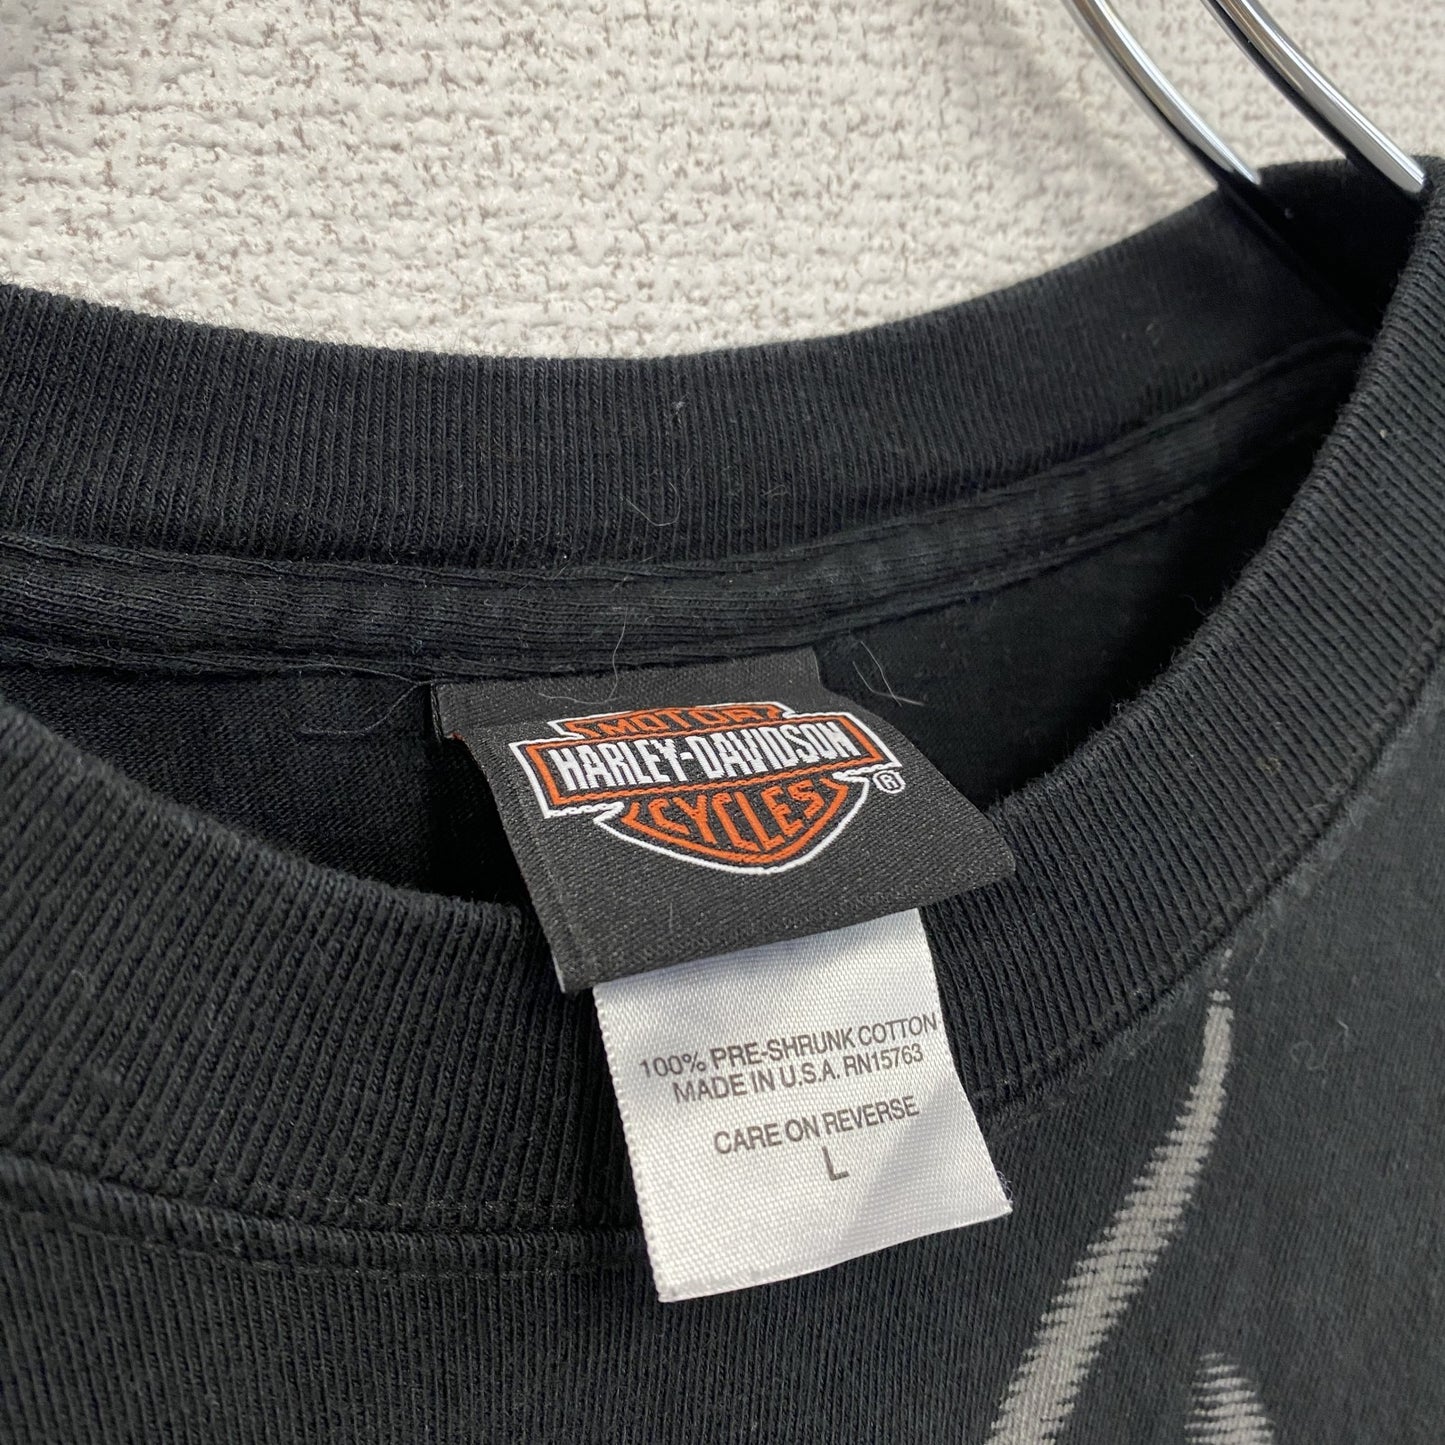 MOTOR
HARLEY-DAVIDSON
CYCLES
®
100% PRE-SHRUNK COTTON
MADE IN U.S.A. RN15763
CARE ON REVERSE
L